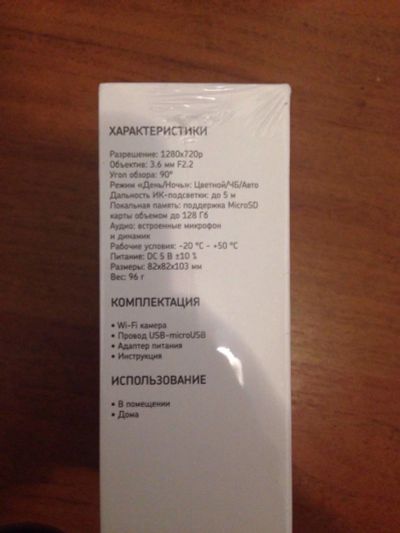 ХАРАКТЕРИСТИКИ
Разрешение: 1280х720р
Объектив: 3.6 мм F2.2
Угол обзора: 90°
Режим «День/Ночь»: Цветной/ЧБ/Авто
Дальность ИК-подсветки: до 5 м
Локальная память: поддержка MicroSD
карты объемом до 128 Гб
Аудио: встроенные микрофон
и динамик
Рабочие условия: -20 °C - +50 °C
Питание: DC 5 В ±10 %
Размеры: 82х82х103 мм
Вес: 96 г
КОМПЛЕКТАЦИЯ
• Wi-Fi камера
• Провод USB-microUSB
• Адаптер питания
• Инструкция
ИСПОЛЬЗОВАНИЕ
• В помещении
• Дома